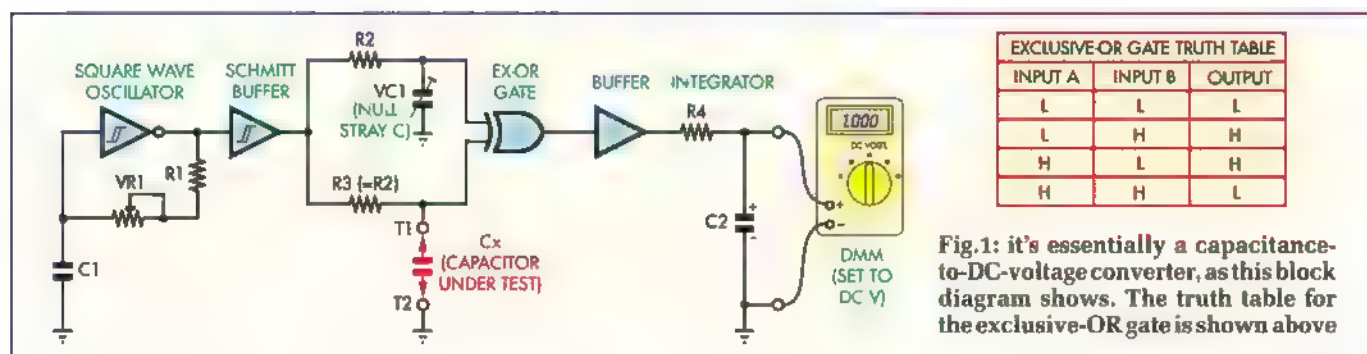 SQUARE WAVE
OSCILLATOR
SCHMITT
BUFFER
R2
VC1
(NULL
STRAY C)
EX-OR
GATE
BUFFER
INTEGRATOR
R4
R1
VR1
C1
R3 (=R2)
T1
Cx
(CAPACITOR
UNDER TEST)
T2
C2
+
-
1.000
DC VOLTS
+
−
DMM
(SET TO
DC V)
EXCLUSIVE-OR GATE TRUTH TABLE
INPUT A INPUT B OUTPUT
L L L
L H H
H L H
H H L
Fig.1: it's essentially a capacitance-
to-DC-voltage converter, as this block
diagram shows. The truth table for
the exclusive-OR gate is shown above